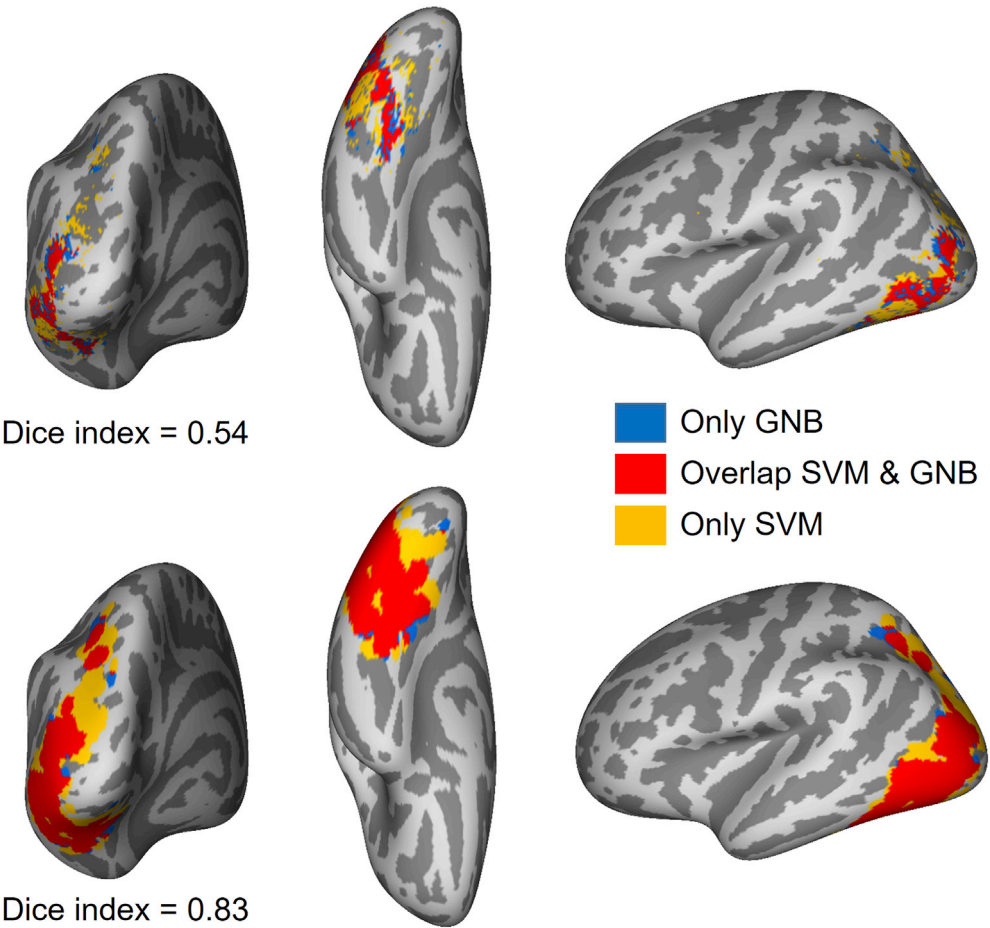 Dice index = 0.54
Only GNB
Overlap SVM & GNB
Only SVM
Dice index = 0.83